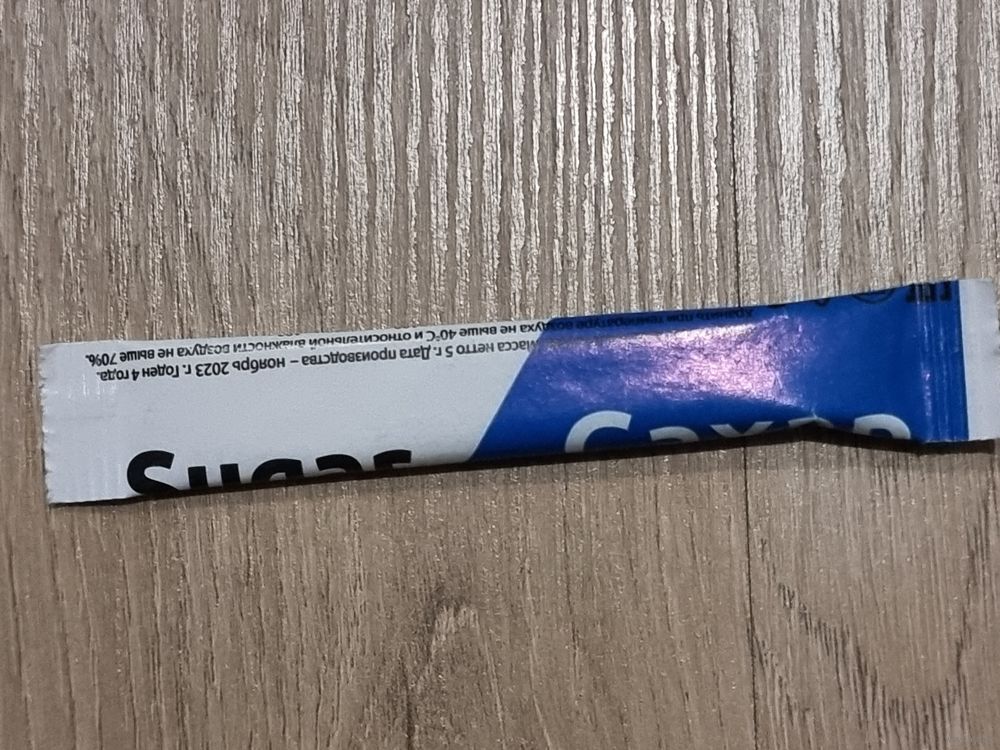 Хранить при температуре воздуха не выше 40°С и относительной влажности воздуха не выше 70%.
Масса нетто 5 г. Дата производства – ноябрь 2023 г. Годен 4 года.
Sugar
Сахар